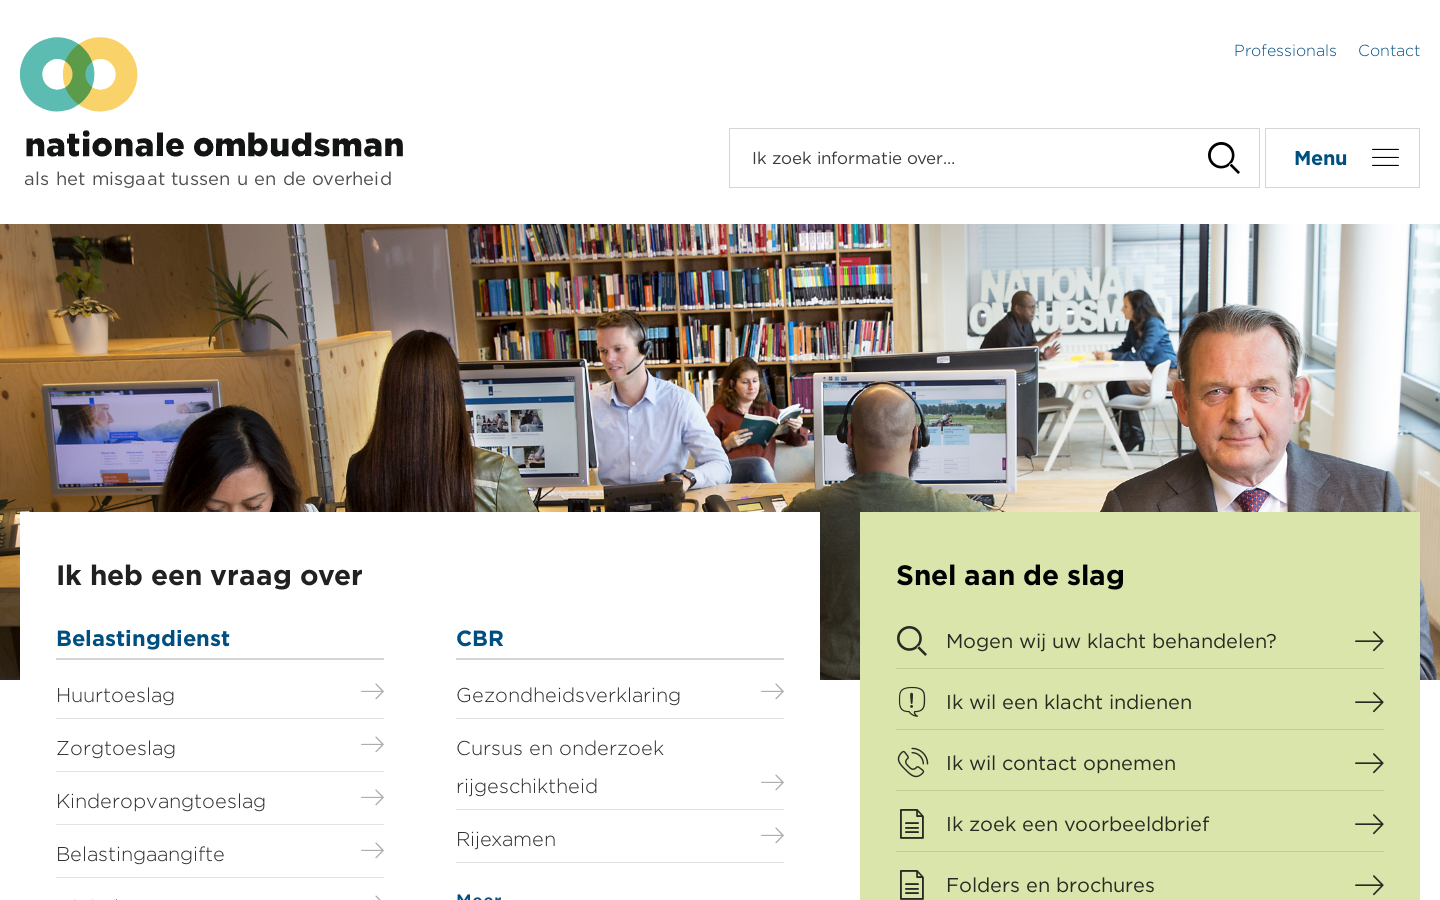 Professionals
Contact
nationale ombudsman
als het misgaat tussen u en de overheid
Ik zoek informatie over...
Menu
NATIONALE
OMBUDSMAN
Ik heb een vraag over
Belastingdienst
Huurtoeslag
Zorgtoeslag
Kinderopvangtoeslag
Belastingaangifte
CBR
Gezondheidsverklaring
Cursus en onderzoek
rijgeschiktheid
Rijexamen
Meer
Snel aan de slag
Mogen wij uw klacht behandelen?
Ik wil een klacht indienen
Ik wil contact opnemen
Ik zoek een voorbeeldbrief
Folders en brochures